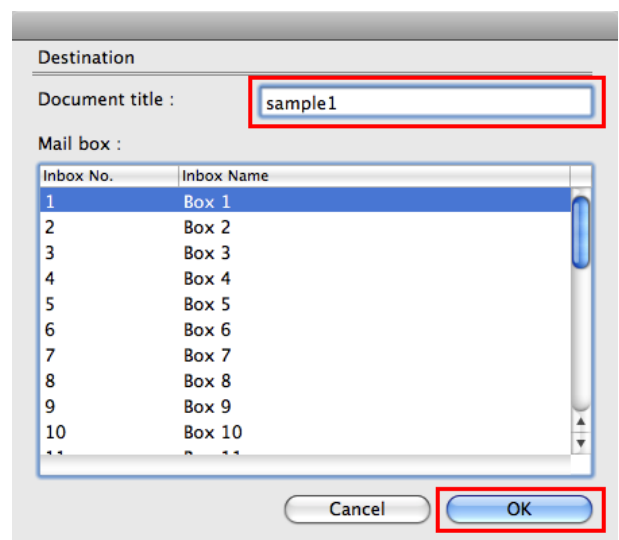 Destination
Document title :
sample1
Mail box :
Inbox No. Inbox Name
1 Box 1
2 Box 2
3 Box 3
4 Box 4
5 Box 5
6 Box 6
7 Box 7
8 Box 8
9 Box 9
10 Box 10
Cancel OK